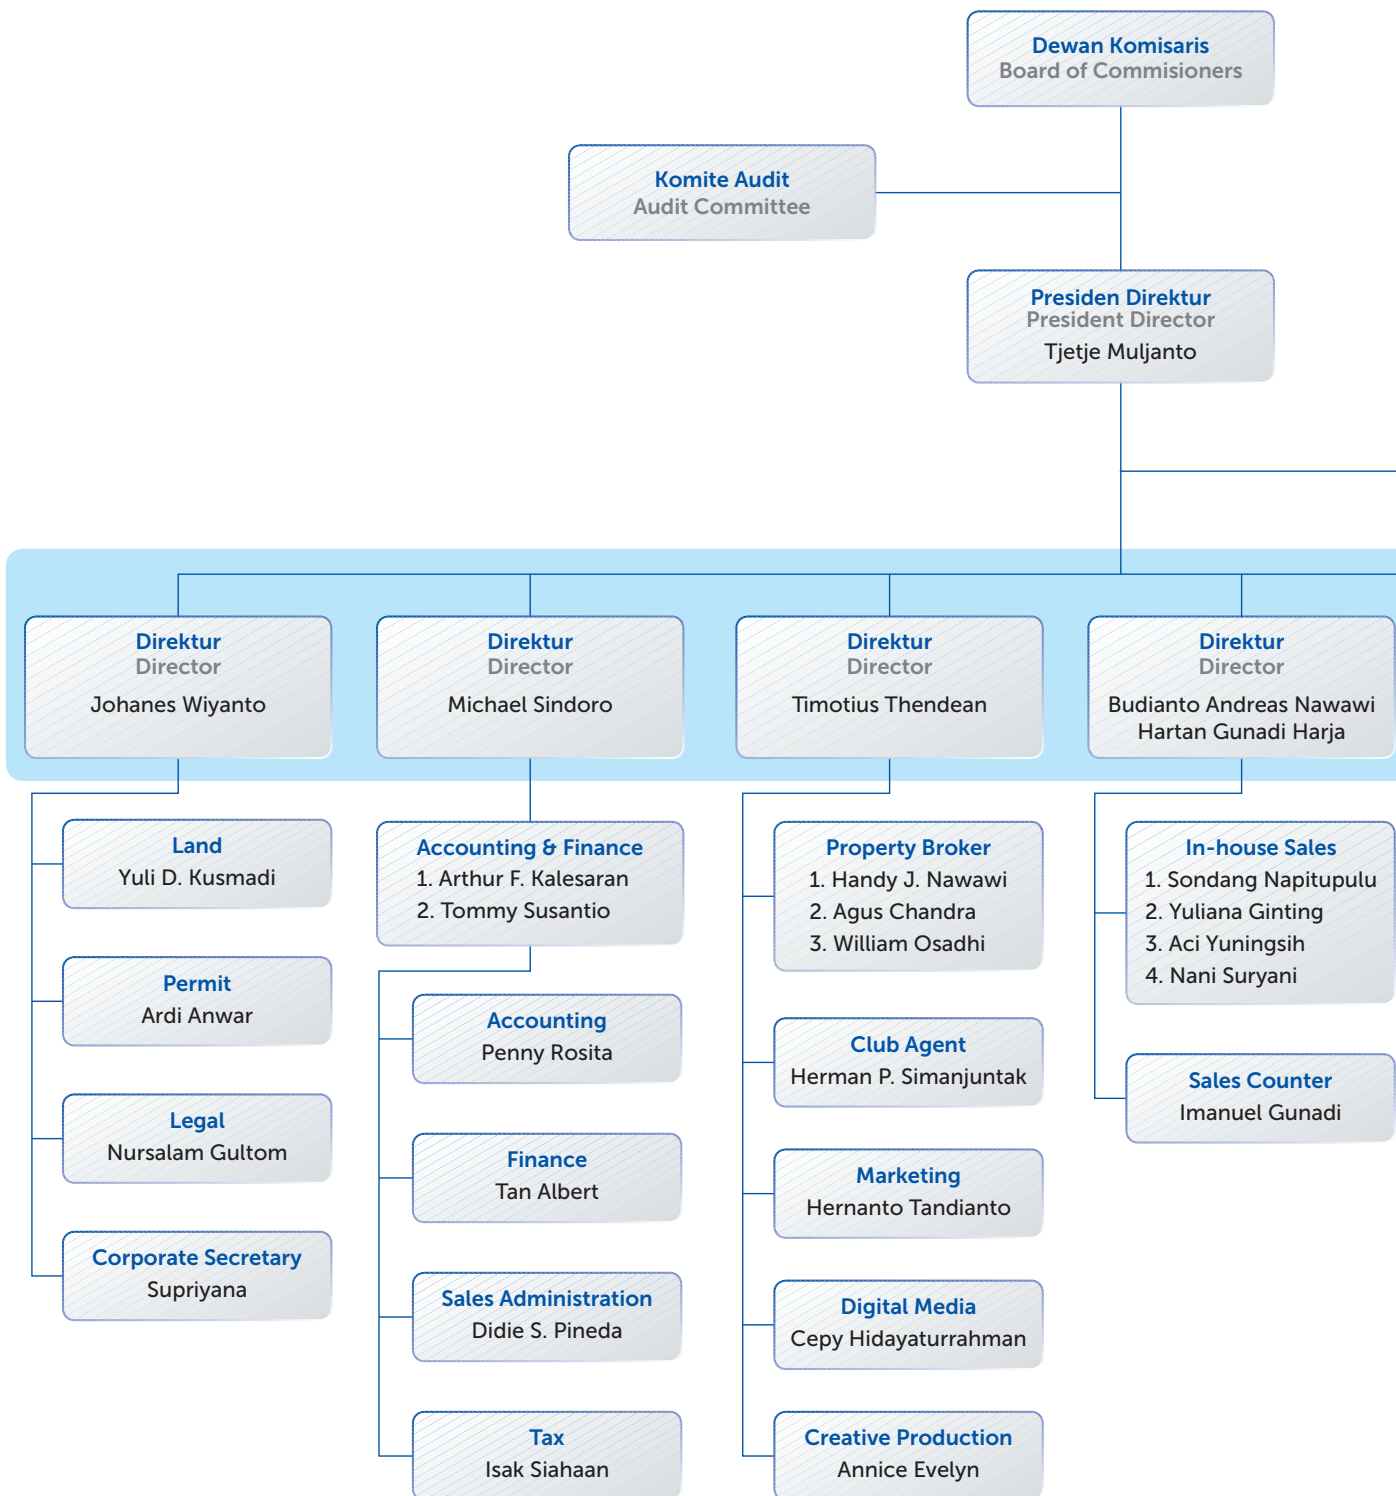 Dewan Komisaris
Board of Commisioners
Komite Audit
Audit Committee
Presiden Direktur
President Director
Tjetje Muljanto
Direktur
Director
Johanes Wiyanto
Direktur
Director
Michael Sindoro
Direktur
Director
Timotius Thendean
Direktur
Director
Budianto Andreas Nawawi
Hartan Gunadi Harja
Land
Yuli D. Kusmadi
Permit
Ardi Anwar
Legal
Nursalam Gultom
Corporate Secretary
Supriyana
Accounting & Finance
1. Arthur F. Kalesaran
2. Tommy Susantio
Accounting
Penny Rosita
Finance
Tan Albert
Sales Administration
Didie S. Pineda
Tax
Isak Siahaan
Property Broker
1. Handy J. Nawawi
2. Agus Chandra
3. William Osadhi
Club Agent
Herman P. Simanjuntak
Marketing
Hernanto Tandianto
Digital Media
Cepy Hidayaturrahman
Creative Production
Annice Evelyn
In-house Sales
1. Sondang Napitupulu
2. Yuliana Ginting
3. Aci Yuningsih
4. Nani Suryani
Sales Counter
Imanuel Gunadi